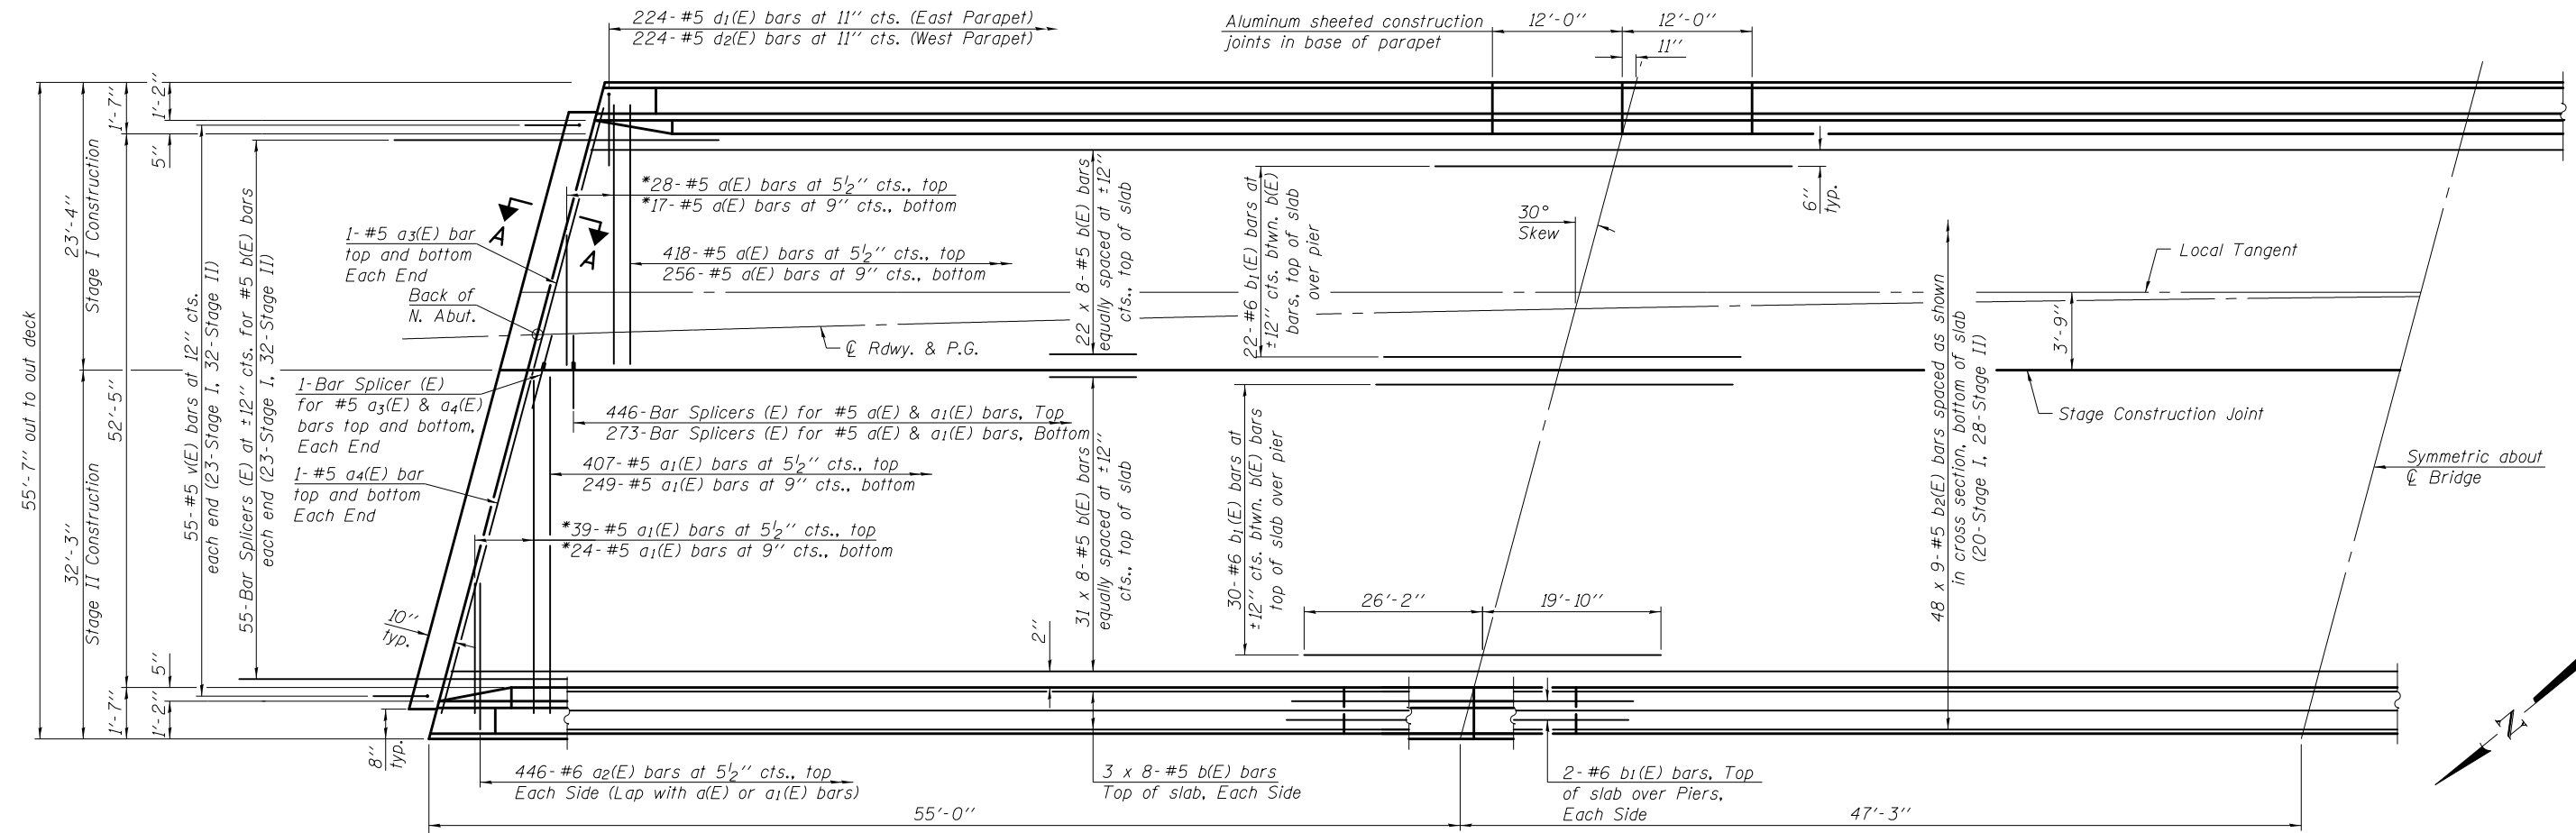 224-#5 d1(E) bars at 11'' cts. (East Parapet)
224-#5 d2(E) bars at 11'' cts. (West Parapet)
Aluminum sheeted construction
joints in base of parapet
12'-0''
12'-0''
11''
55'-7'' out to out deck
23'-4''
Stage I Construction
32'-3''
Stage II Construction
1'-7''
52'-5''
1'-7''
1'-2''
5''
5''
1'-2''
55-#5 v(E) bars at 12'' cts.
each end (23-Stage I, 32-Stage II)
55-Bar Splicers (E) at ±12'' cts. for #5 b(E) bars
each end (23-Stage I, 32-Stage II)
*28-#5 a(E) bars at 5 1/2'' cts., top
*17-#5 a(E) bars at 9'' cts., bottom
A
A
1-#5 a3(E) bar
top and bottom
Each End
418-#5 a(E) bars at 5 1/2'' cts., top
256-#5 a(E) bars at 9'' cts., bottom
Back of
N. Abut.
℄ Rdwy. & P.G.
22 x 8-#5 b(E) bars
equally spaced at ±12''
cts., top of slab
22-#6 b1(E) bars at
±12'' cts. btwn. b(E)
bars, top of slab
over pier
30°
Skew
6''
typ.
Local Tangent
3'-9''
1-Bar Splicer (E)
for #5 a3(E) & a4(E)
bars top and bottom,
Each End
446-Bar Splicers (E) for #5 a(E) & a1(E) bars, Top
273-Bar Splicers (E) for #5 a(E) & a1(E) bars, Bottom
Stage Construction Joint
1-#5 a4(E) bar
top and bottom
Each End
407-#5 a1(E) bars at 5 1/2'' cts., top
249-#5 a1(E) bars at 9'' cts., bottom
*39-#5 a1(E) bars at 5 1/2'' cts., top
*24-#5 a1(E) bars at 9'' cts., bottom
31 x 8-#5 b(E) bars
equally spaced at ±12''
cts., top of slab
30-#6 b1(E) bars at
±12'' cts. btwn. b(E) bars
top of slab over pier
48 x 9-#5 b2(E) bars spaced as shown
in cross section, bottom of slab
(20-Stage I, 28-Stage II)
Symmetric about
℄ Bridge
26'-2''
19'-10''
10''
typ.
2''
8''
typ.
446-#6 a2(E) bars at 5 1/2'' cts., top
Each Side (Lap with a(E) or a1(E) bars)
3 x 8-#5 b(E) bars
Top of slab, Each Side
2-#6 b1(E) bars, Top
of slab over Piers,
Each Side
55'-0''
47'-3''
N